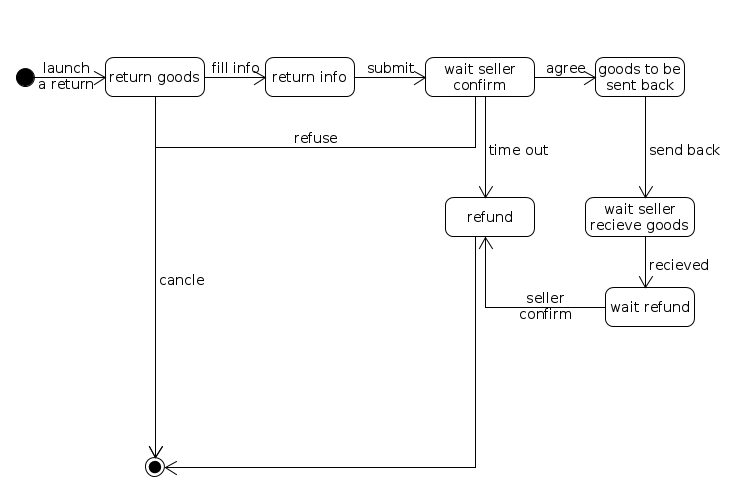 launch
a return
return goods
fill info
return info
submit
wait seller
confirm
agree
goods to be
sent back
refuse
time out
send back
refund
wait seller
recieve goods
recieved
cancle
seller
confirm
wait refund